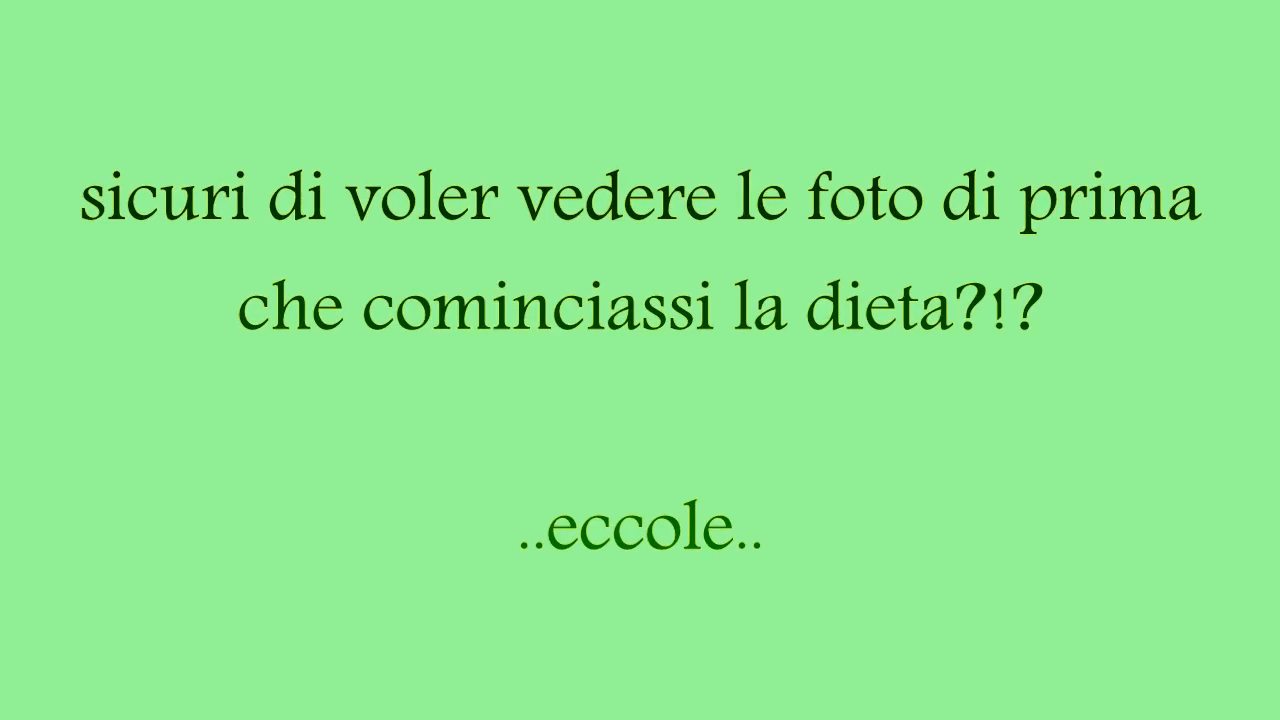 sicuri di voler vedere le foto di prima
che cominciassi la dieta?!?
..eccole..